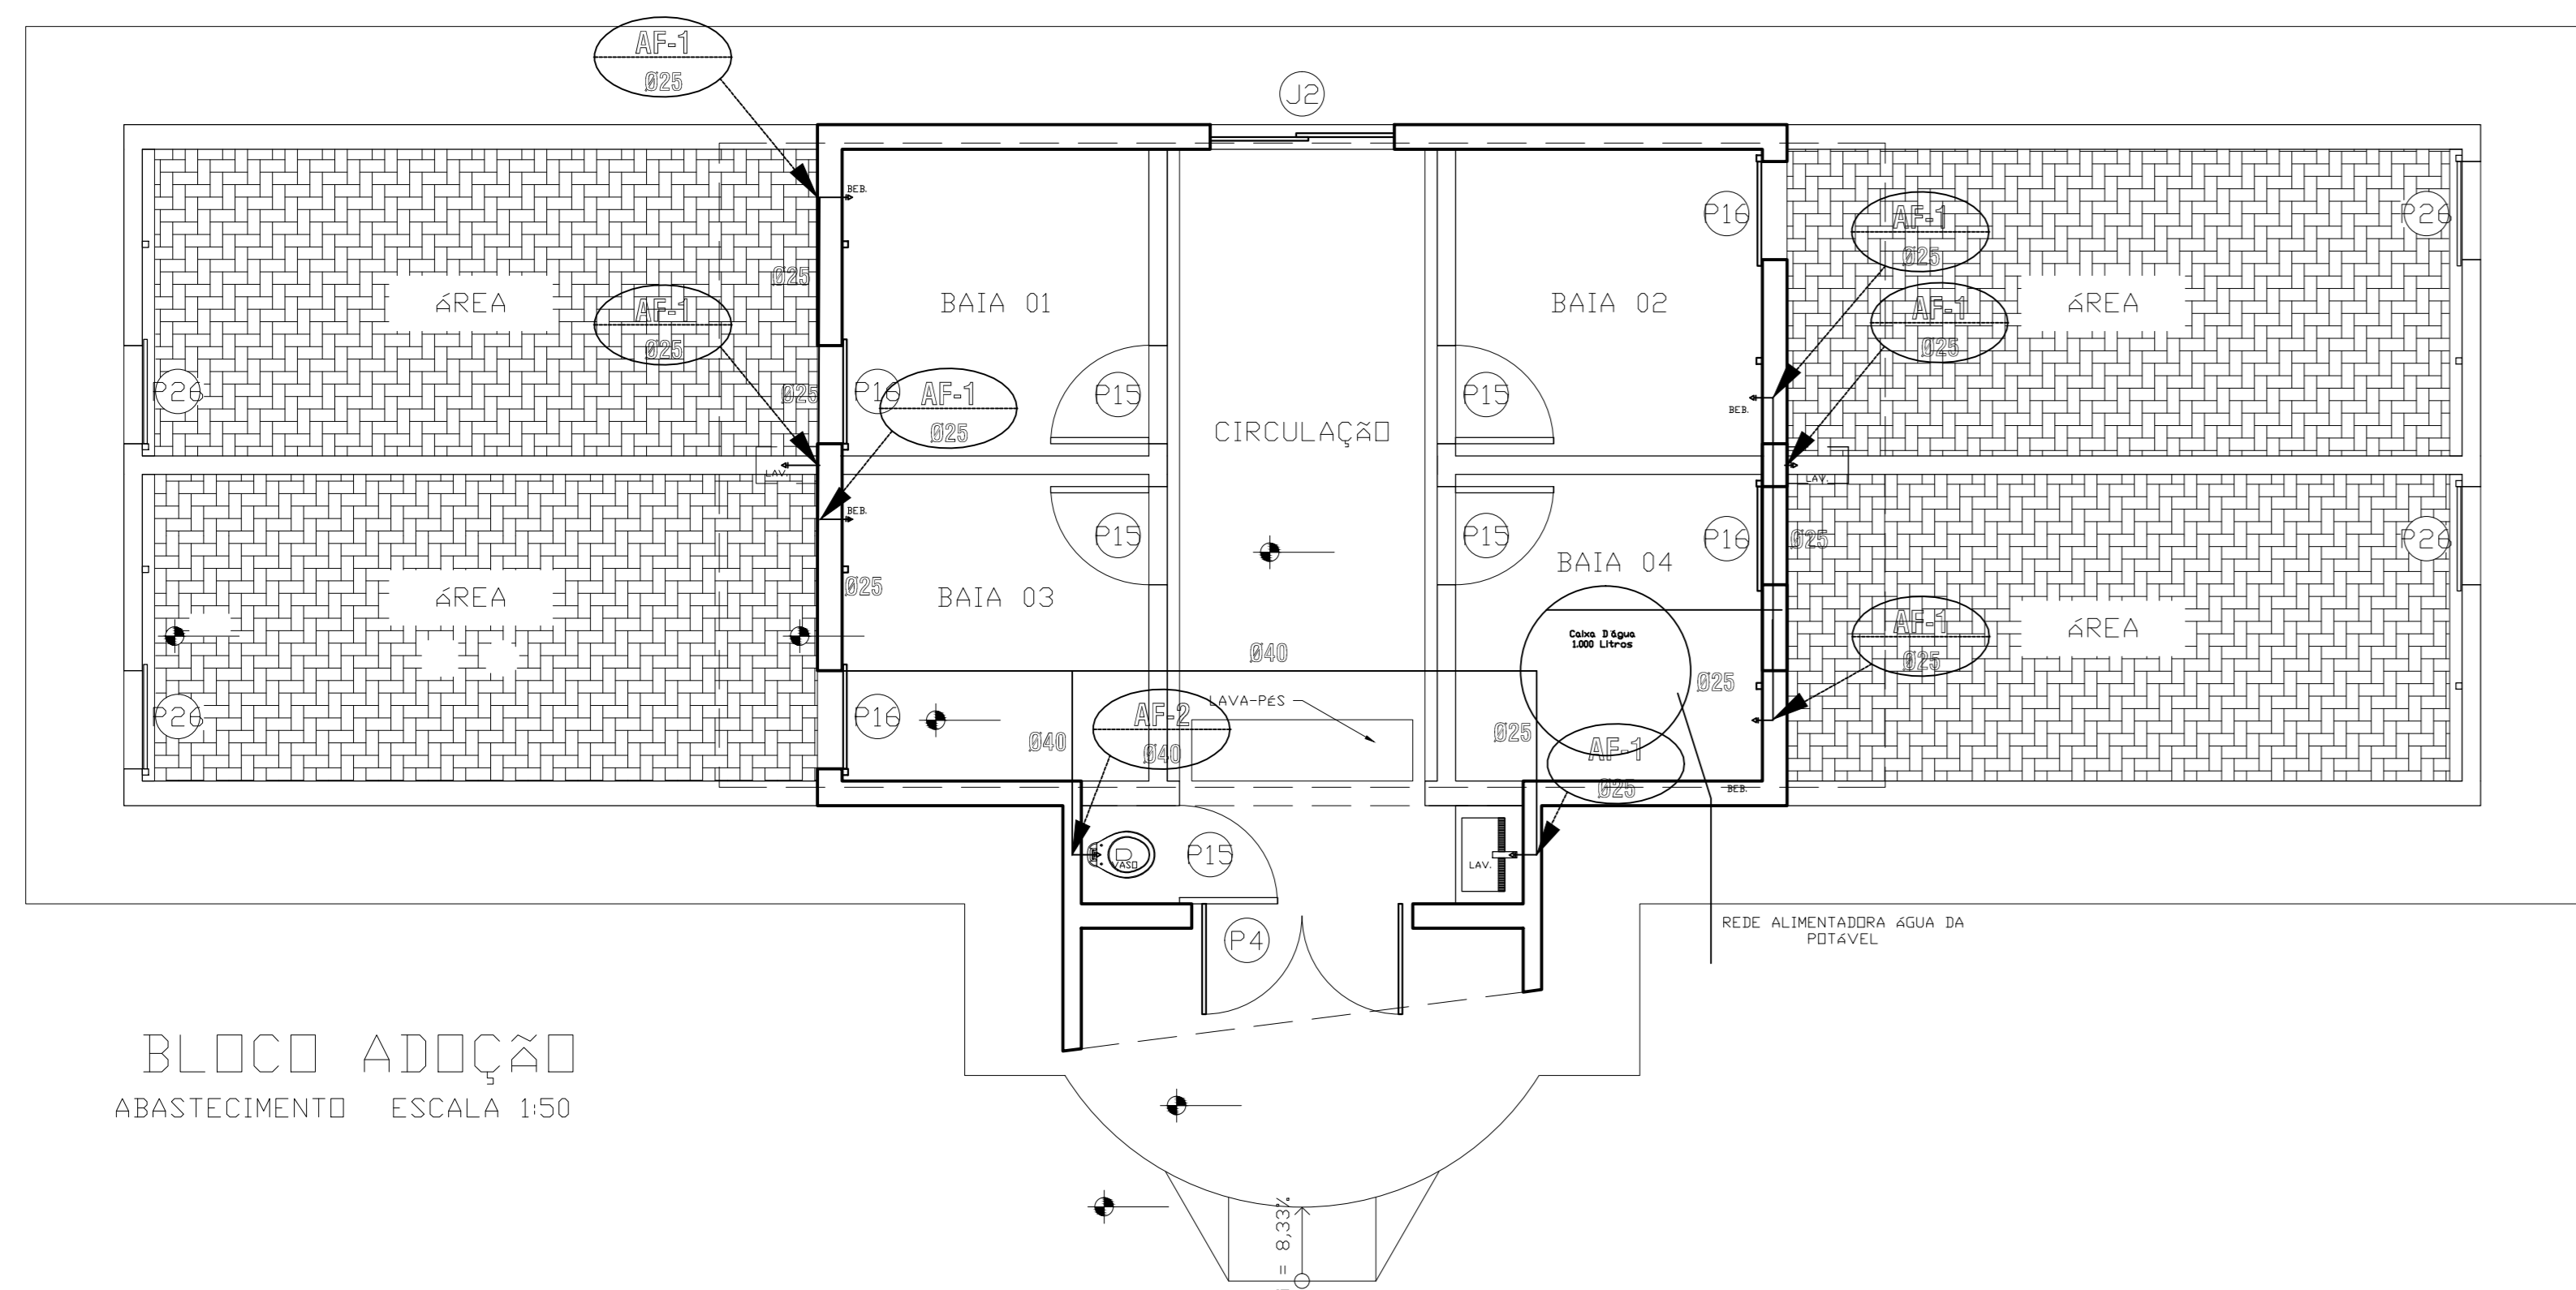 AF-1
Ø25
J2
BEB.
P16
P26
AF-1
Ø25
Ø25
ÁREA
BAIA 01
BAIA 02
ÁREA
AF-1
Ø25
AF-1
Ø25
P26
Ø25
P16
AF-1
Ø25
P15
P15
BEB.
CIRCULAÇÃO
LAV.
LAV.
BEB.
P15
P15
P16
Ø25
P26
BAIA 04
Ø25
ÁREA
BAIA 03
Caixa D'água
1.000 Litros
AF-1
Ø25
ÁREA
Ø40
Ø25
LAVA-PÉS
P26
P16
AF-2
Ø40
Ø40
Ø25
AF-1
Ø25
BEB.
VASO
P15
LAV.
P4
REDE ALIMENTADORA ÁGUA DA
POTÁVEL
BLOCO ADOÇÃO
ABASTECIMENTO ESCALA 1:50
= 8,33%